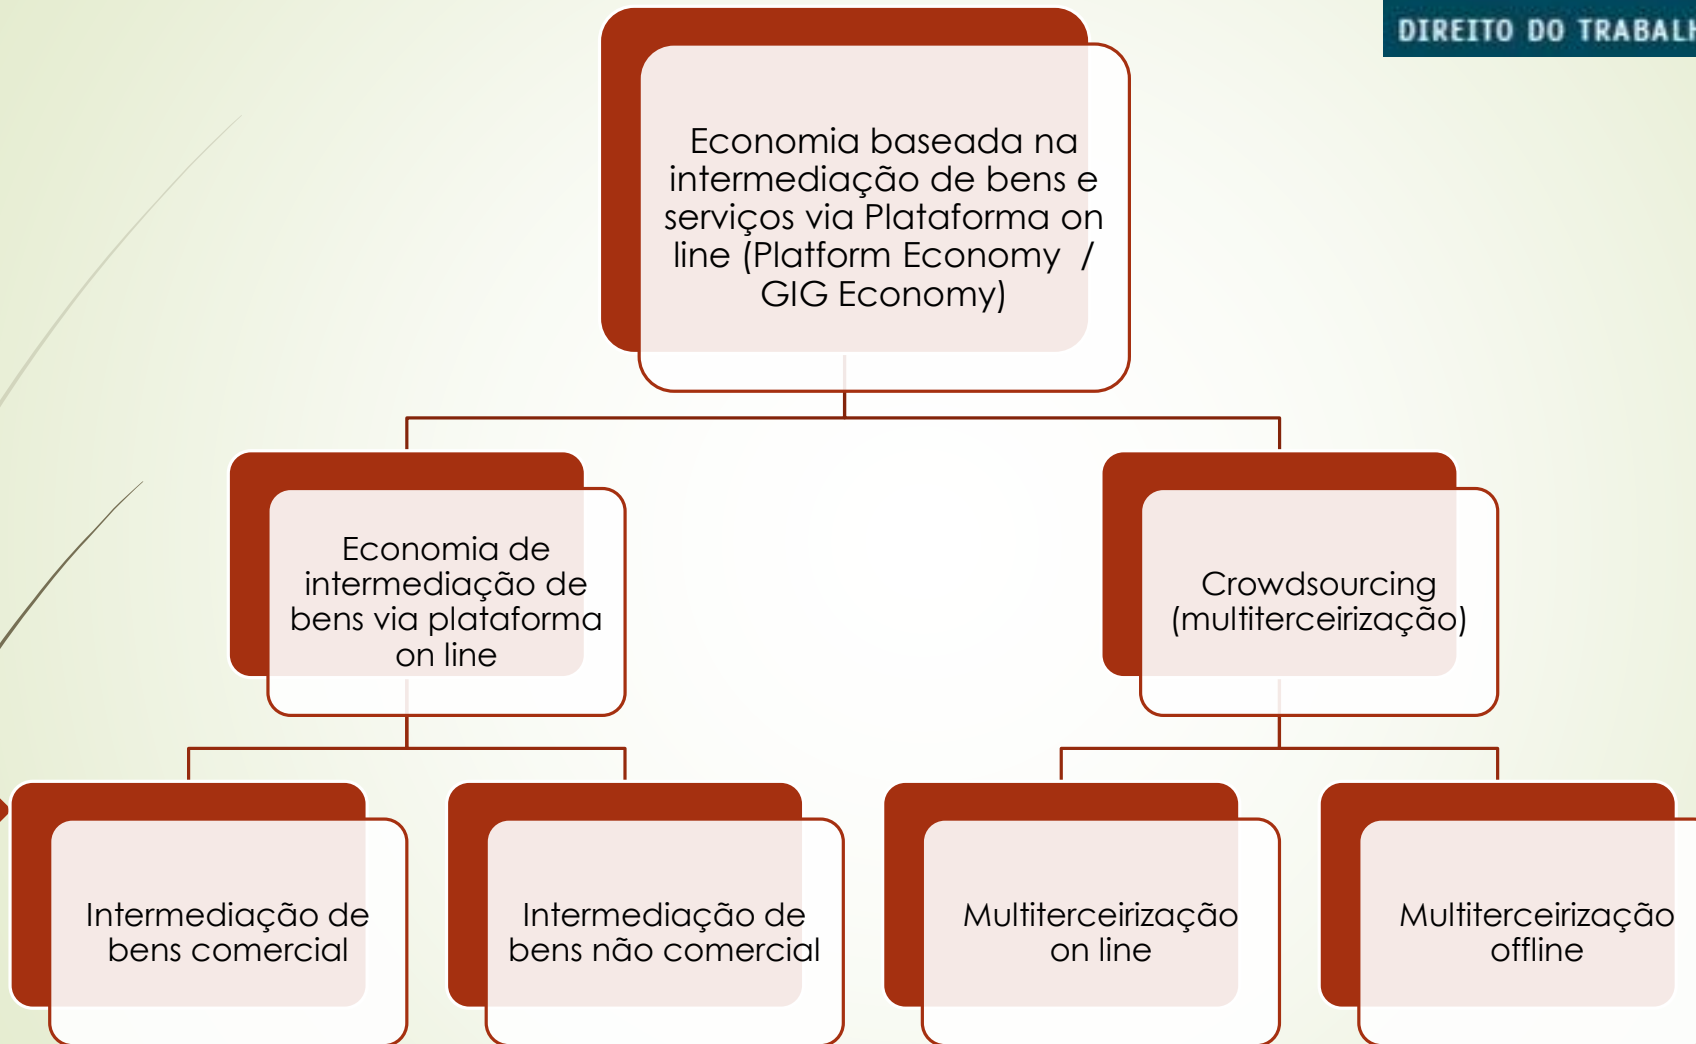 DIREITO DO TRABALH
Economia baseada na
intermediação de bens e
serviços via Plataforma on
line (Platform Economy /
GIG Economy)
Economia de
intermediação de
bens via plataforma
on line
Crowdsourcing
(multiterceirização)
Intermediação de
bens comercial
Intermediação de
bens não comercial
Multiterceirização
on line
Multiterceirização
offline